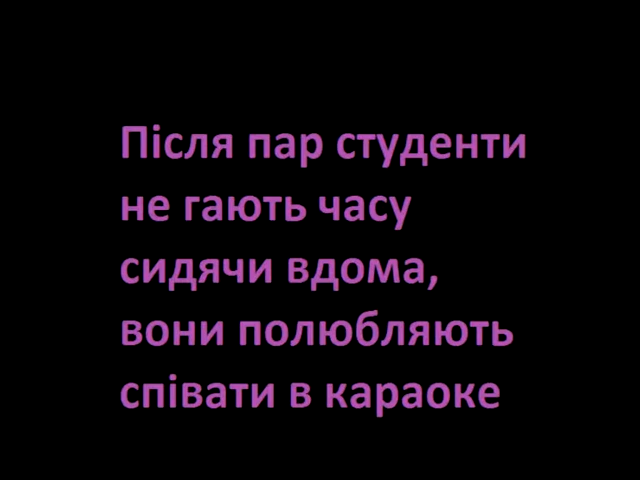 Після пар студенти
не гають часу
сидячи вдома,
вони полюбляють
співати в караоке